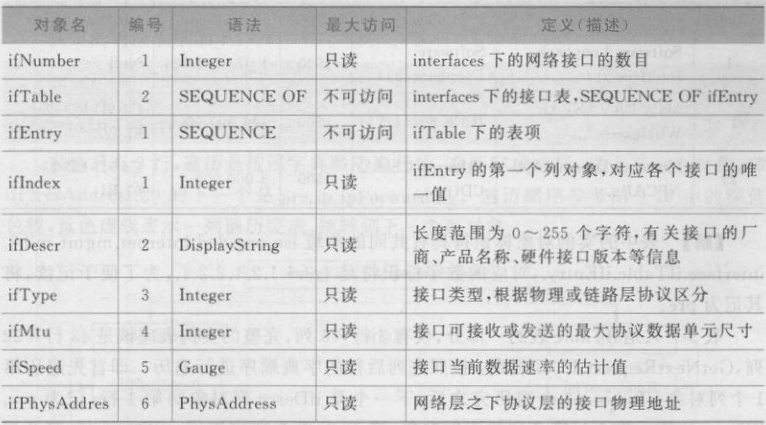 对象名 编号 语法 最大访问 定义(描述)
ifNumber 1 Integer 只读 interfaces 下的网络接口的数目
ifTable 2 SEQUENCE OF 不可访问 interfaces 下的接口表,SEQUENCE OF ifEntry
ifEntry 1 SEQUENCE 不可访问 ifTable 下的表项
ifIndex 1 Integer 只读 ifEntry 的第一个列对象,对应各个接口的唯
一值
ifDescr 2 DisplayString 只读 长度范围为 0～255 个字符,有关接口的厂
商、产品名称、硬件接口版本等信息
ifType 3 Integer 只读 接口类型,根据物理或链路层协议区分
ifMtu 4 Integer 只读 接口可接收或发送的最大协议数据单元尺寸
ifSpeed 5 Gauge 只读 接口当前数据速率的估计值
ifPhysAddres 6 PhysAddress 只读 网络层之下协议层的接口物理地址